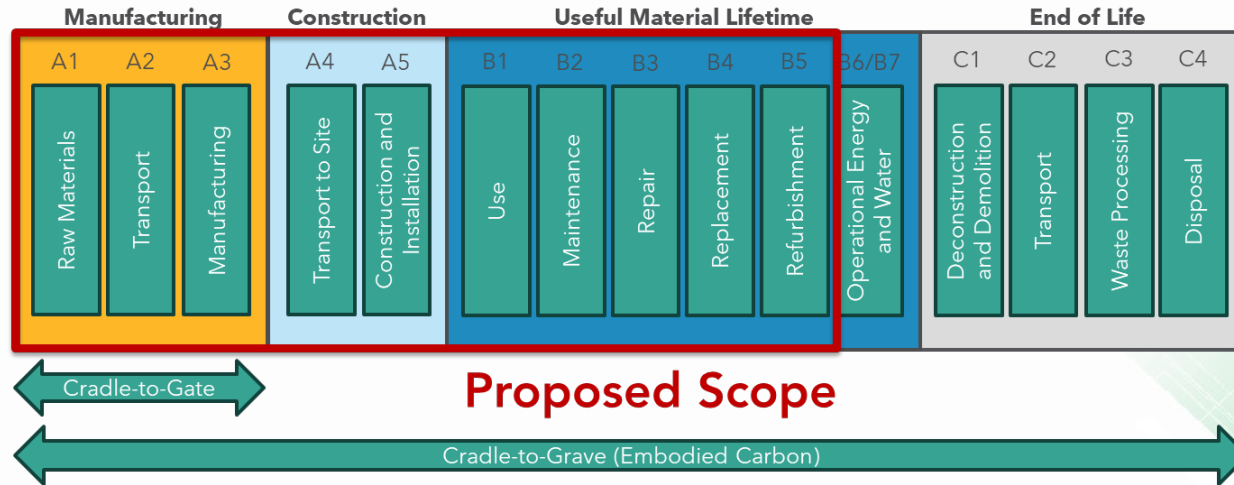 Manufacturing
Construction
Useful Material Lifetime
End of Life
A1
A2
A3
A4
A5
B1
B2
B3
B4
B5
B6/B7
C1
C2
C3
C4
Raw Materials
Transport
Manufacturing
Transport to Site
Construction and
Installation
Use
Maintenance
Repair
Replacement
Refurbishment
Operational Energy
and Water
Deconstruction
and Demolition
Transport
Waste Processing
Disposal
Cradle-to-Gate
Proposed Scope
Cradle-to-Grave (Embodied Carbon)